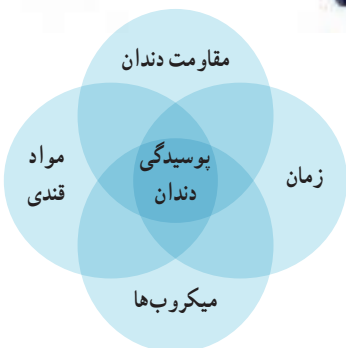 مقاومت دندان
پوسیدگی
دندان
مواد
قندی
زمان
میکروب‌ها